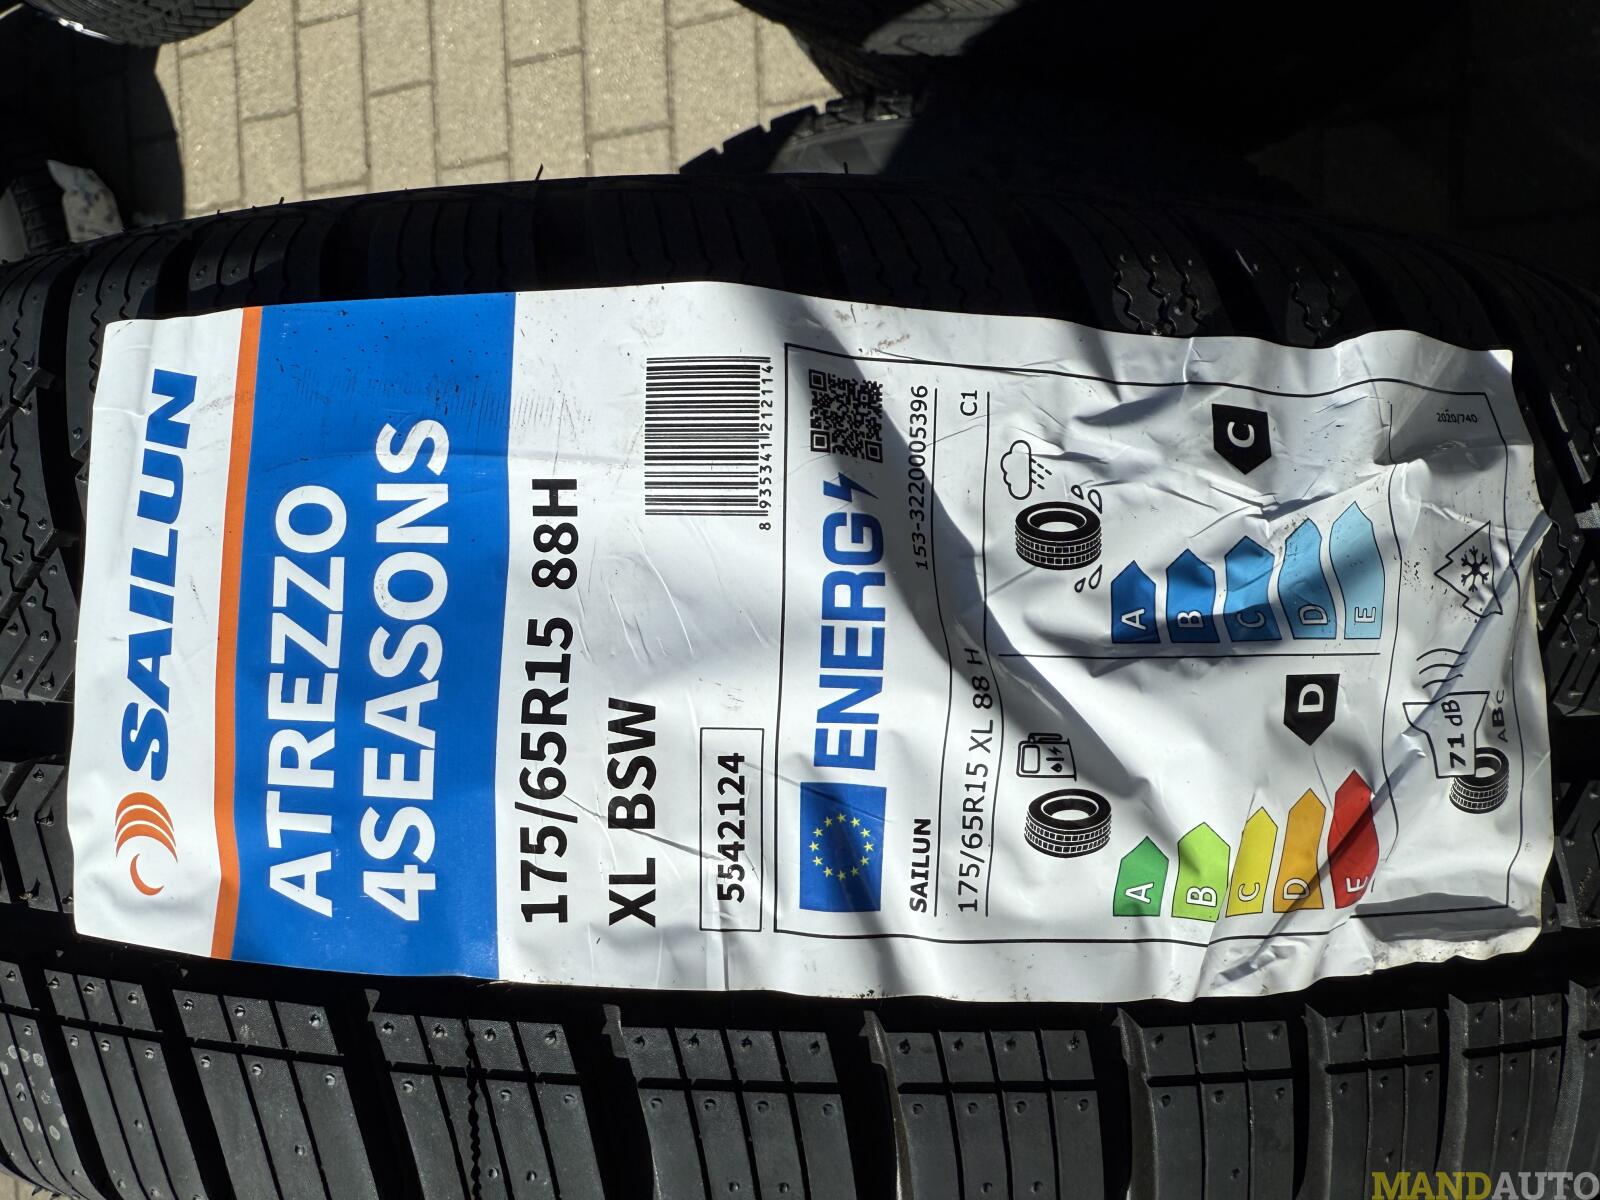 SAILUN
ATREZZO
4SEASONS
175/65R15 88H
XL BSW
5542124
8 935341 212114
ENERG
SAILUN
153-3220005396
175/65R15 XL 88 H
C1
A
B
C
D
E
D
A
B
C
D
E
C
71 dB
ABC
2020/740
MANDAUTO